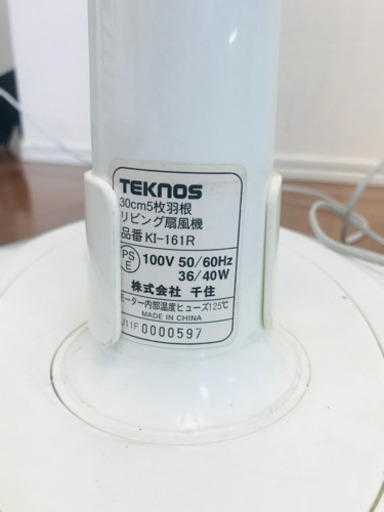 TEKNOS
30cm5枚羽根
リビング扇風機
品番KI-161R
PS
E
100V 50/60Hz
36/40W
株式会社 千住
モーター内部温度ヒューズ125℃
MADE IN CHINA
J11F 0000597